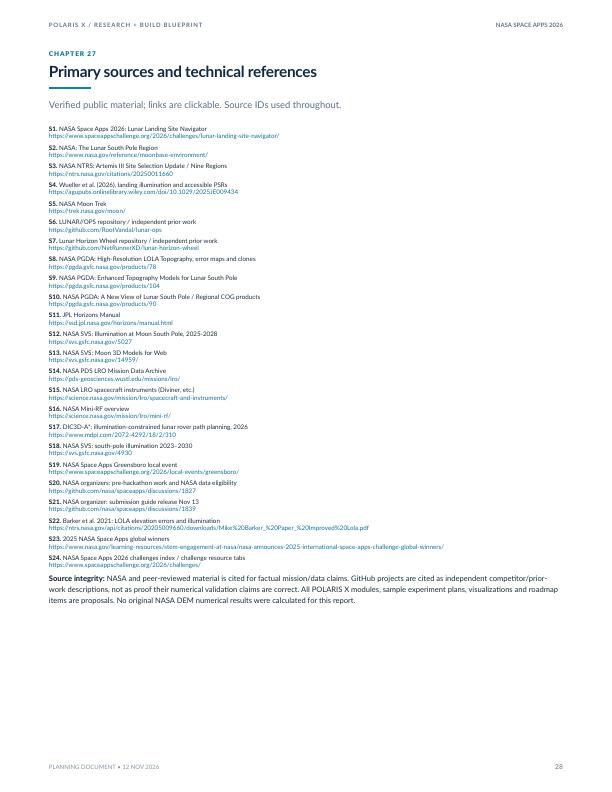 POLARIS X / RESEARCH + BUILD BLUEPRINT
NASA SPACE APPS 2026
CHAPTER 27
Primary sources and technical references
Verified public material; links are clickable. Source IDs used throughout.
S1. NASA Space Apps 2026: Lunar Landing Site Navigator
https://www.spaceappschallenge.org/2026/challenges/lunar-landing-site-navigator/
S2. NASA: The Lunar South Pole Region
https://www.nasa.gov/reference/moonbase-environment/
S3. NASA NTRS: Artemis III Site Selection Update / Nine Regions
https://ntrs.nasa.gov/citations/20250011660
S4. Wueller et al. (2026), landing illumination and accessible PSRs
https://agupubs.onlinelibrary.wiley.com/doi/10.1029/2025JE009434
S5. NASA Moon Trek
https://trek.nasa.gov/moon/
S6. LUNAR//OPS repository / independent prior work
https://github.com/RootVandal/lunar-ops
S7. Lunar Horizon Wheel repository / independent prior work
https://github.com/NetRunnerXD/lunar-horizon-wheel
S8. NASA PGDA: High-Resolution LOLA Topography, error maps and clones
https://pgda.gsfc.nasa.gov/products/78
S9. NASA PGDA: Enhanced Topography Models for Lunar South Pole
https://pgda.gsfc.nasa.gov/products/104
S10. NASA PGDA: A New View of Lunar South Pole / Regional COG products
https://pgda.gsfc.nasa.gov/products/90
S11. JPL Horizons Manual
https://ssd.jpl.nasa.gov/horizons/manual.html
S12. NASA SVS: Illumination at Moon South Pole, 2025-2028
https://svs.gsfc.nasa.gov/5027
S13. NASA SVS: Moon 3D Models for Web
https://svs.gsfc.nasa.gov/14959/
S14. NASA PDS LRO Mission Data Archive
https://pds-geosciences.wustl.edu/missions/lro/
S15. NASA LRO spacecraft instruments (Diviner, etc.)
https://science.nasa.gov/mission/lro/spacecraft-and-instruments/
S16. NASA Mini-RF overview
https://science.nasa.gov/mission/lro/mini-rf/
S17. DIC3D-A*: illumination-constrained lunar rover path planning, 2026
https://www.mdpi.com/2072-4292/18/2/310
S18. NASA SVS: south-pole illumination 2023–2030
https://svs.gsfc.nasa.gov/4930
S19. NASA Space Apps Greensboro local event
https://www.spaceappschallenge.org/2026/local-events/greensboro/
S20. NASA organizers: pre-hackathon work and NASA data eligibility
https://github.com/nasa/spaceapps/discussions/1827
S21. NASA organizer: submission guide release Nov 13
https://github.com/nasa/spaceapps/discussions/1839
S22. Barker et al. 2021: LOLA elevation errors and illumination
https://ntrs.nasa.gov/api/citations/20205009660/downloads/Mike%20Barker_%20Paper_%20Improved%20Lola.pdf
S23. 2025 NASA Space Apps global winners
https://www.nasa.gov/learning-resources/stem-engagement-at-nasa/nasa-announces-2025-international-space-apps-challenge-global-winners/
S24. NASA Space Apps 2026 challenges index / challenge resource tabs
https://www.spaceappschallenge.org/2026/challenges/
Source integrity: NASA and peer-reviewed material is cited for factual mission/data claims. GitHub projects are cited as independent competitor/prior-
work descriptions, not as proof their numerical validation claims are correct. All POLARIS X modules, sample experiment plans, visualizations and roadmap
items are proposals. No original NASA DEM numerical results were calculated for this report.
PLANNING DOCUMENT • 12 NOV 2026
28